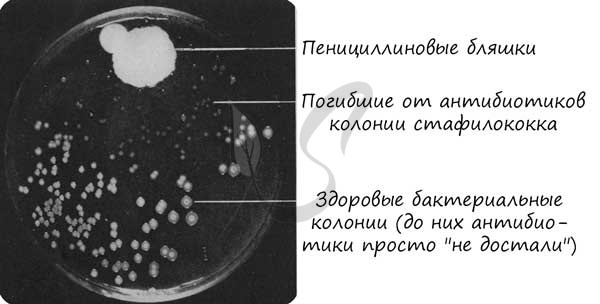 Пенициллиновые бляшки
Погибшие от антибиотиков
колонии стафилококка
Здоровые бактериальные
колонии (до них антибио-
тики просто "не достали")